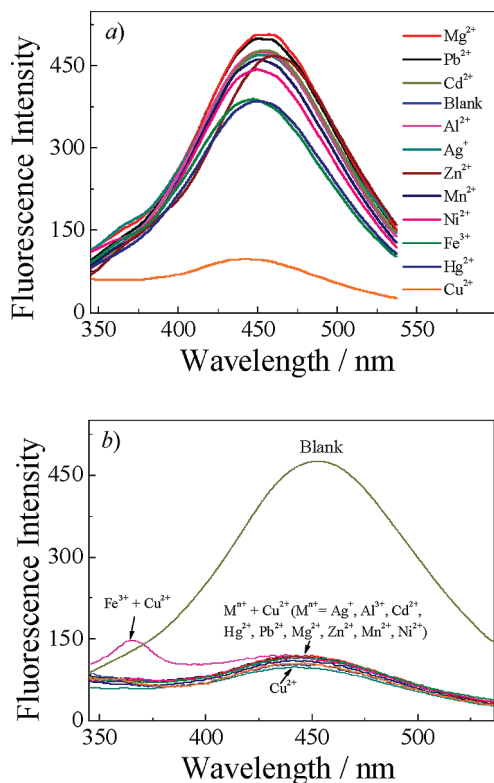 a)
Fluorescence Intensity
450
300
150
0
Mg²⁺
Pb²⁺
Cd²⁺
Blank
Al²⁺
Ag⁺
Zn²⁺
Mn²⁺
Ni²⁺
Fe³⁺
Hg²⁺
Cu²⁺
350
400
450
500
550
Wavelength / nm
b)
Fluorescence Intensity
450
300
150
0
Blank
Fe³⁺ + Cu²⁺
Mⁿ⁺ + Cu²⁺ (Mⁿ⁺= Ag⁺, Al³⁺, Cd²⁺,
Hg²⁺, Pb²⁺, Mg²⁺, Zn²⁺, Mn²⁺, Ni²⁺)
Cu²⁺
350
400
450
500
Wavelength / nm